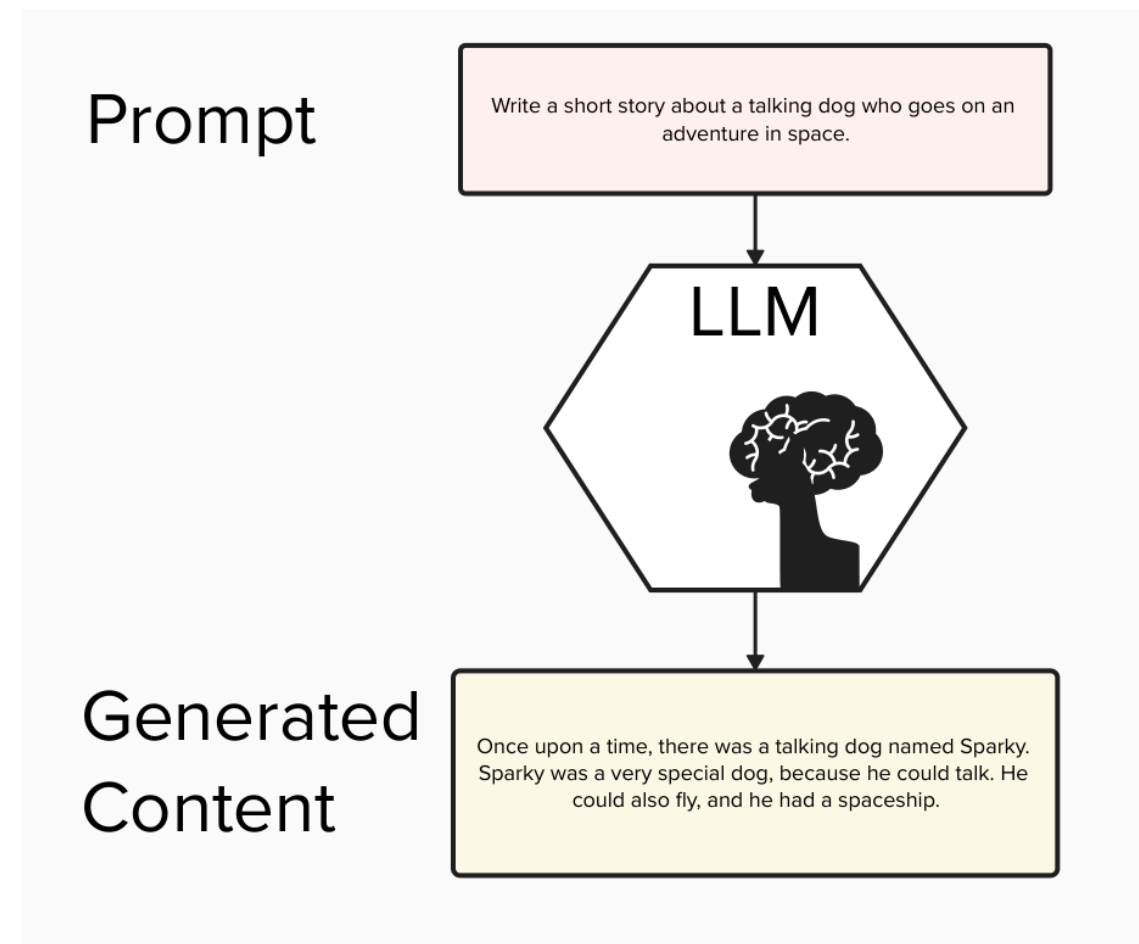 Prompt
Write a short story about a talking dog who goes on an
adventure in space.
LLM
Generated
Content
Once upon a time, there was a talking dog named Sparky.
Sparky was a very special dog, because he could talk. He
could also fly, and he had a spaceship.